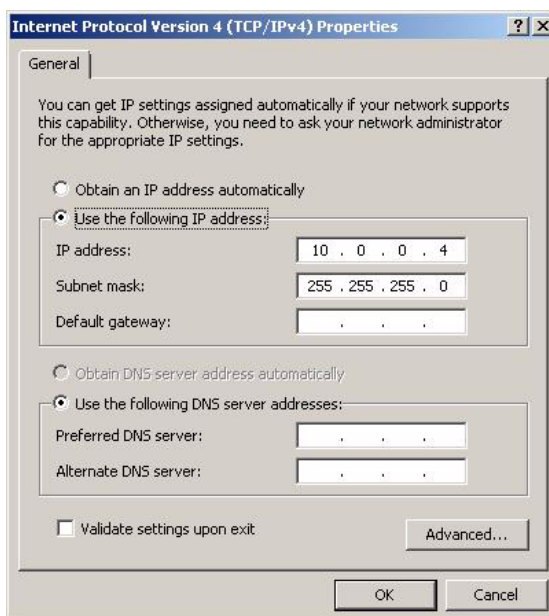 Internet Protocol Version 4 (TCP/IPv4) Properties
General
You can get IP settings assigned automatically if your network supports
this capability. Otherwise, you need to ask your network administrator
for the appropriate IP settings.
Obtain an IP address automatically
Use the following IP address:
IP address: 10 . 0 . 0 . 4
Subnet mask: 255 . 255 . 255 . 0
Default gateway: . . .
Obtain DNS server address automatically
Use the following DNS server addresses:
Preferred DNS server: . . .
Alternate DNS server: . . .
Validate settings upon exit
Advanced...
OK Cancel